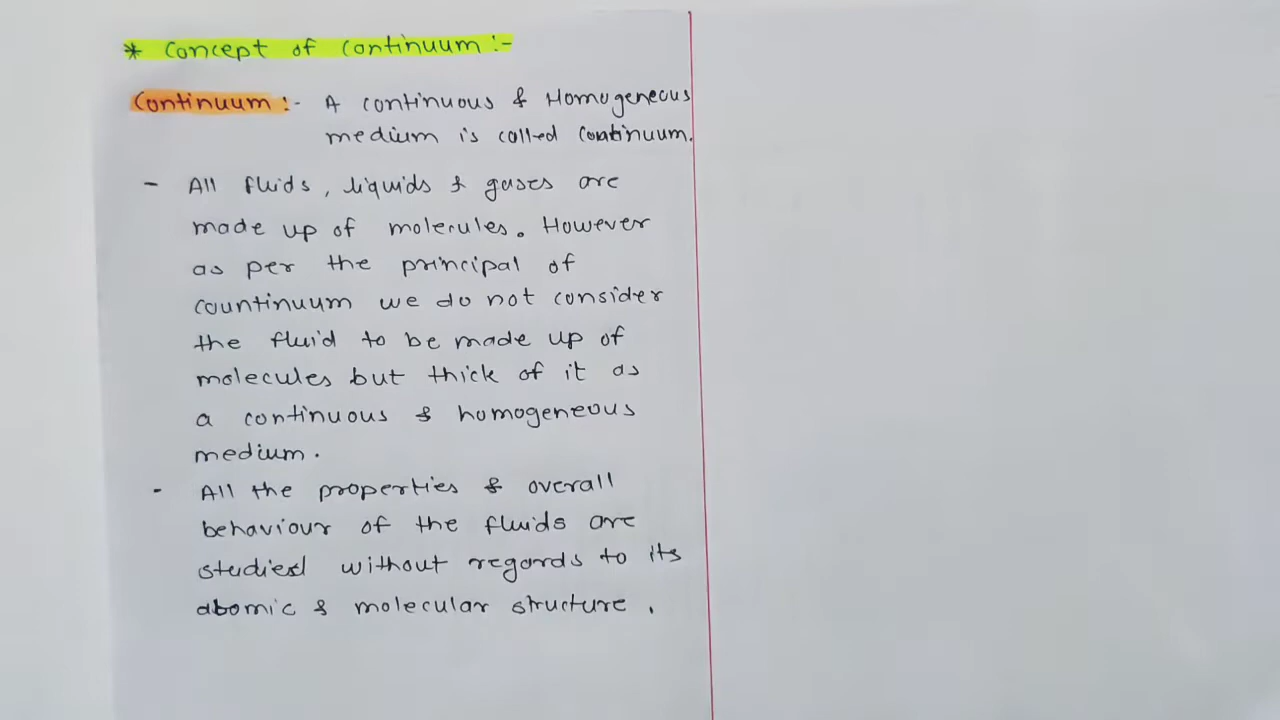 * Concept of Continuum :-
Continuum :- A continuous & Homogeneous
medium is called Continuum.
- All fluids, liquids & gases are
made up of molecules. However
as per the principal of
countinuum we do not consider
the fluid to be made up of
molecules but thick of it as
a continuous & homogeneous
medium.
- All the properties & overall
behaviour of the fluids are
studied without regards to its
atomic & molecular structure.